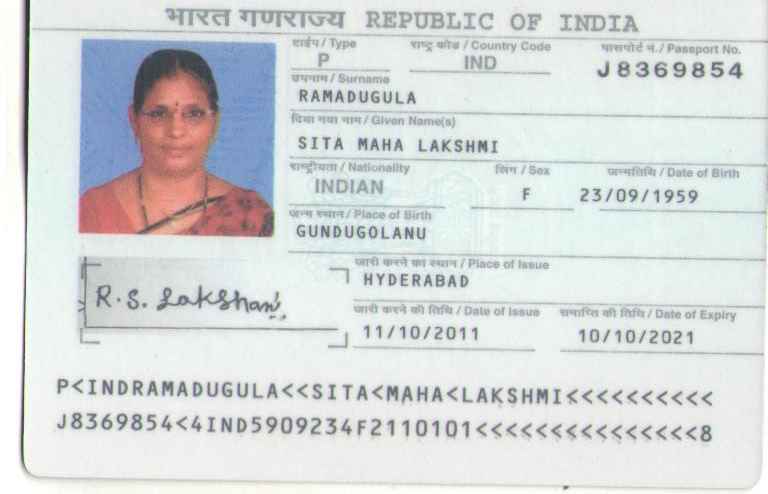 भारत गणराज्य REPUBLIC OF INDIA
टाईप / Type राष्ट्र कोड / Country Code पासपोर्ट नं. / Passport No.
P IND J8369854
उपनाम / Surname
RAMADUGULA
दिया गया नाम / Given Name(s)
SITA MAHA LAKSHMI
राष्ट्रीयता / Nationality लिंग / Sex जन्मतिथि / Date of Birth
INDIAN F 23/09/1959
जन्म स्थान / Place of Birth
GUNDUGOLANU
जारी करने का स्थान / Place of Issue
HYDERABAD
R.S. Lakshmi
जारी करने की तिथि / Date of Issue समाप्ति की तिथि / Date of Expiry
11/10/2011 10/10/2021
P<INDRAMADUGULA<<SITA<MAHA<LAKSHMI<<<<<<<<<<
J8369854<4IND5909234F2110101<<<<<<<<<<<<<<<8